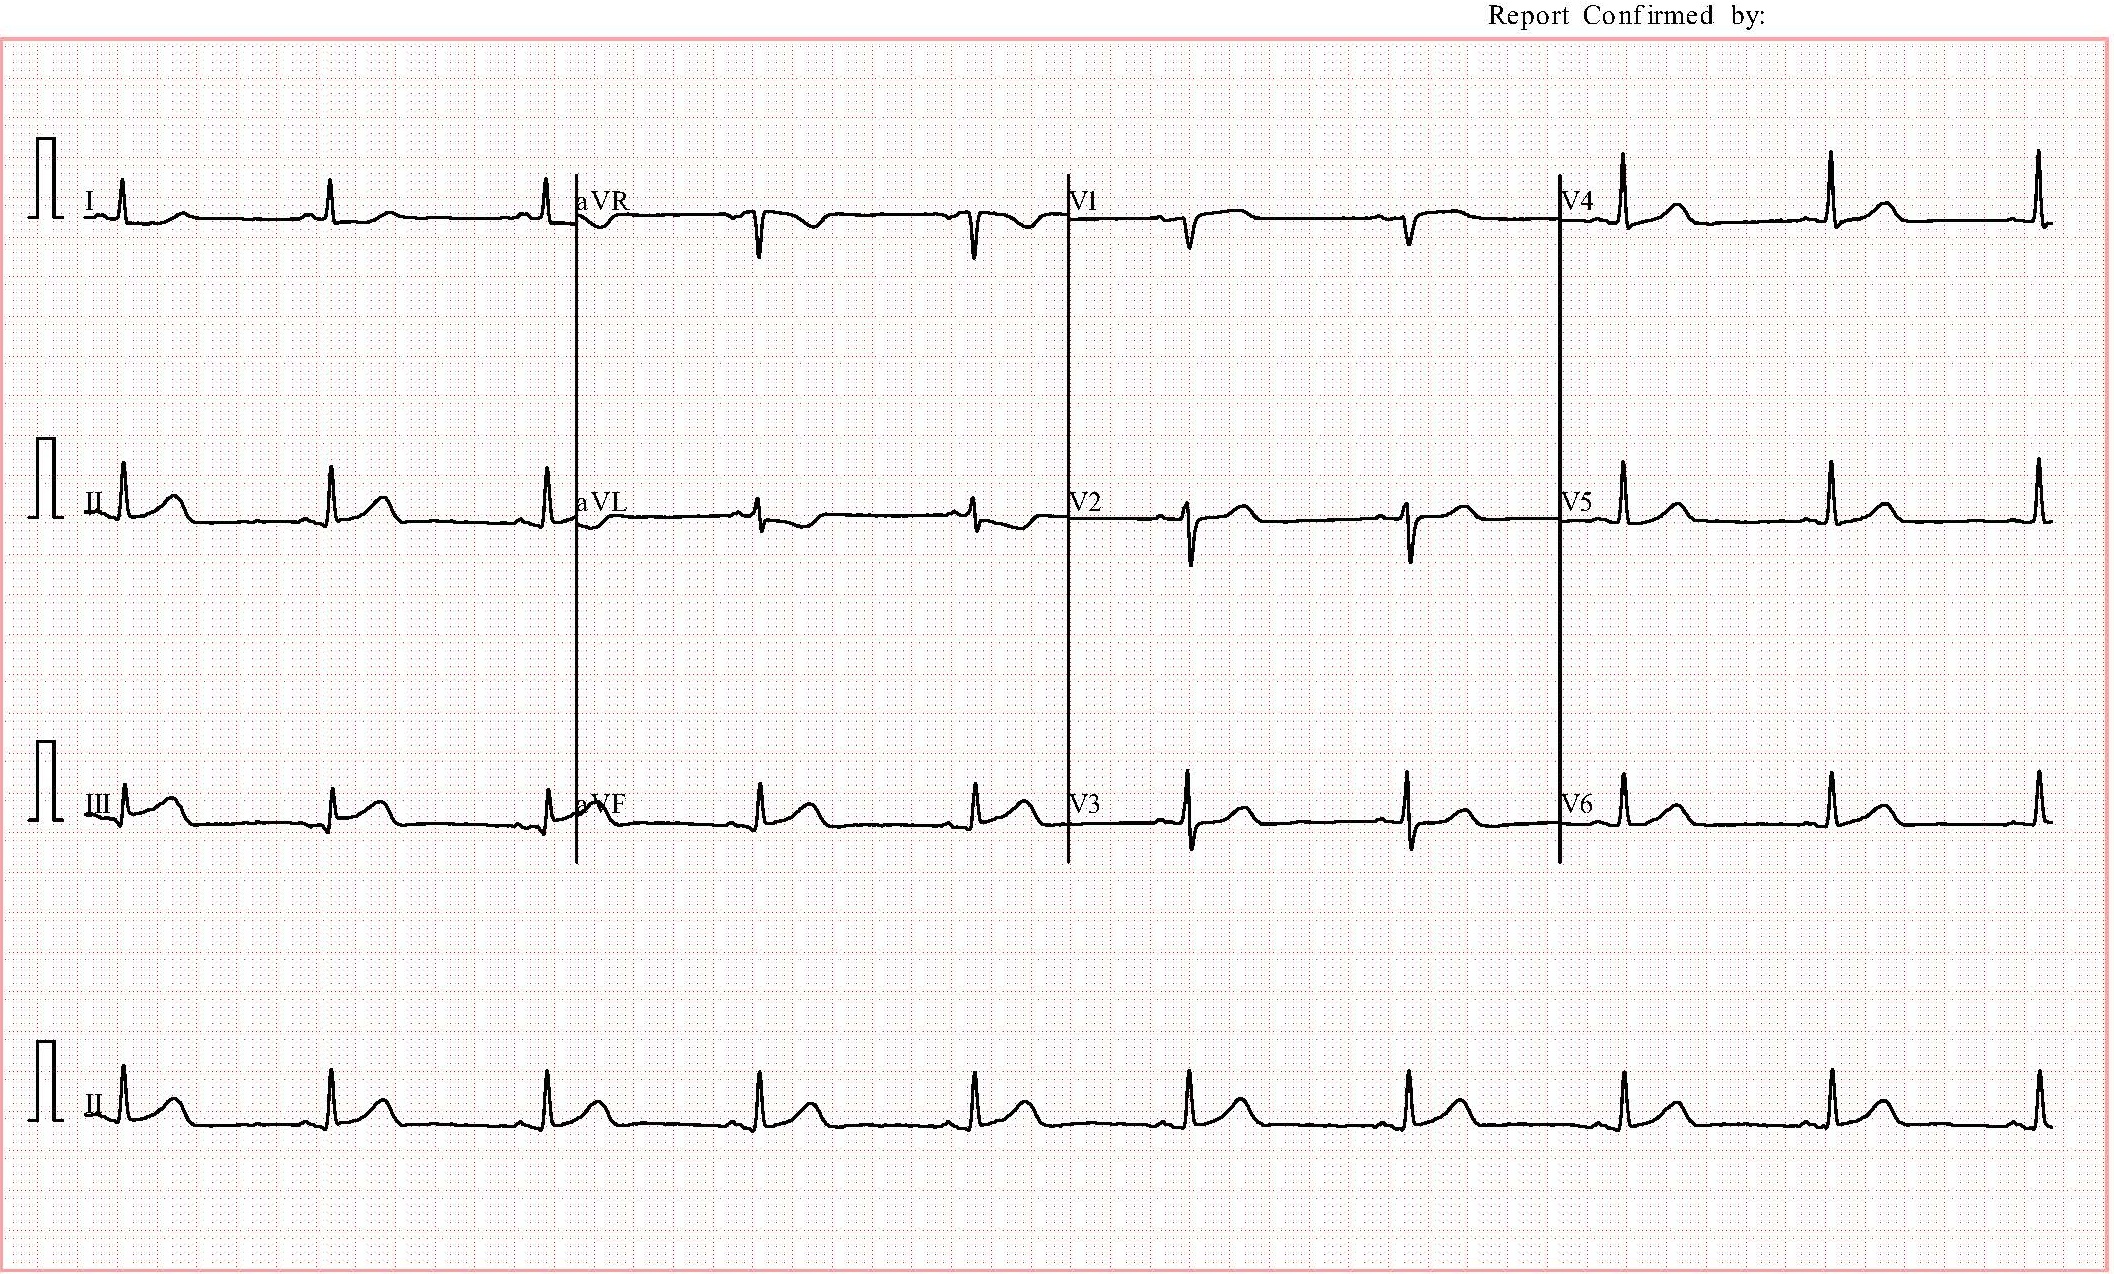 Report Confirmed by:
I aVR V1 V4
II aVL V2 V5
III aVF V3 V6
II